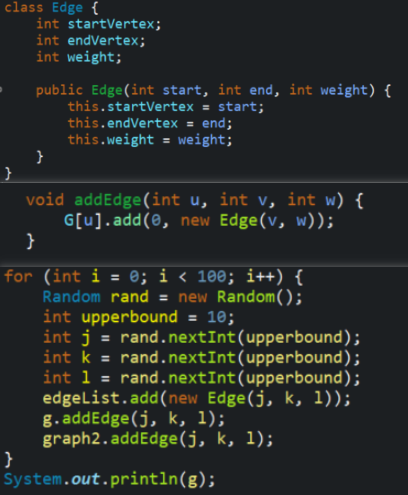 class Edge {
    int startVertex;
    int endVertex;
    int weight;
    public Edge(int start, int end, int weight) {
        this.startVertex = start;
        this.endVertex = end;
        this.weight = weight;
    }
}
void addEdge(int u, int v, int w) {
    G[u].add(0, new Edge(v, w));
}
for (int i = 0; i < 100; i++) {
    Random rand = new Random();
    int upperbound = 10;
    int j = rand.nextInt(upperbound);
    int k = rand.nextInt(upperbound);
    int l = rand.nextInt(upperbound);
    edgeList.add(new Edge(j, k, l));
    g.addEdge(j, k, l);
    graph2.addEdge(j, k, l);
}
System.out.println(g);